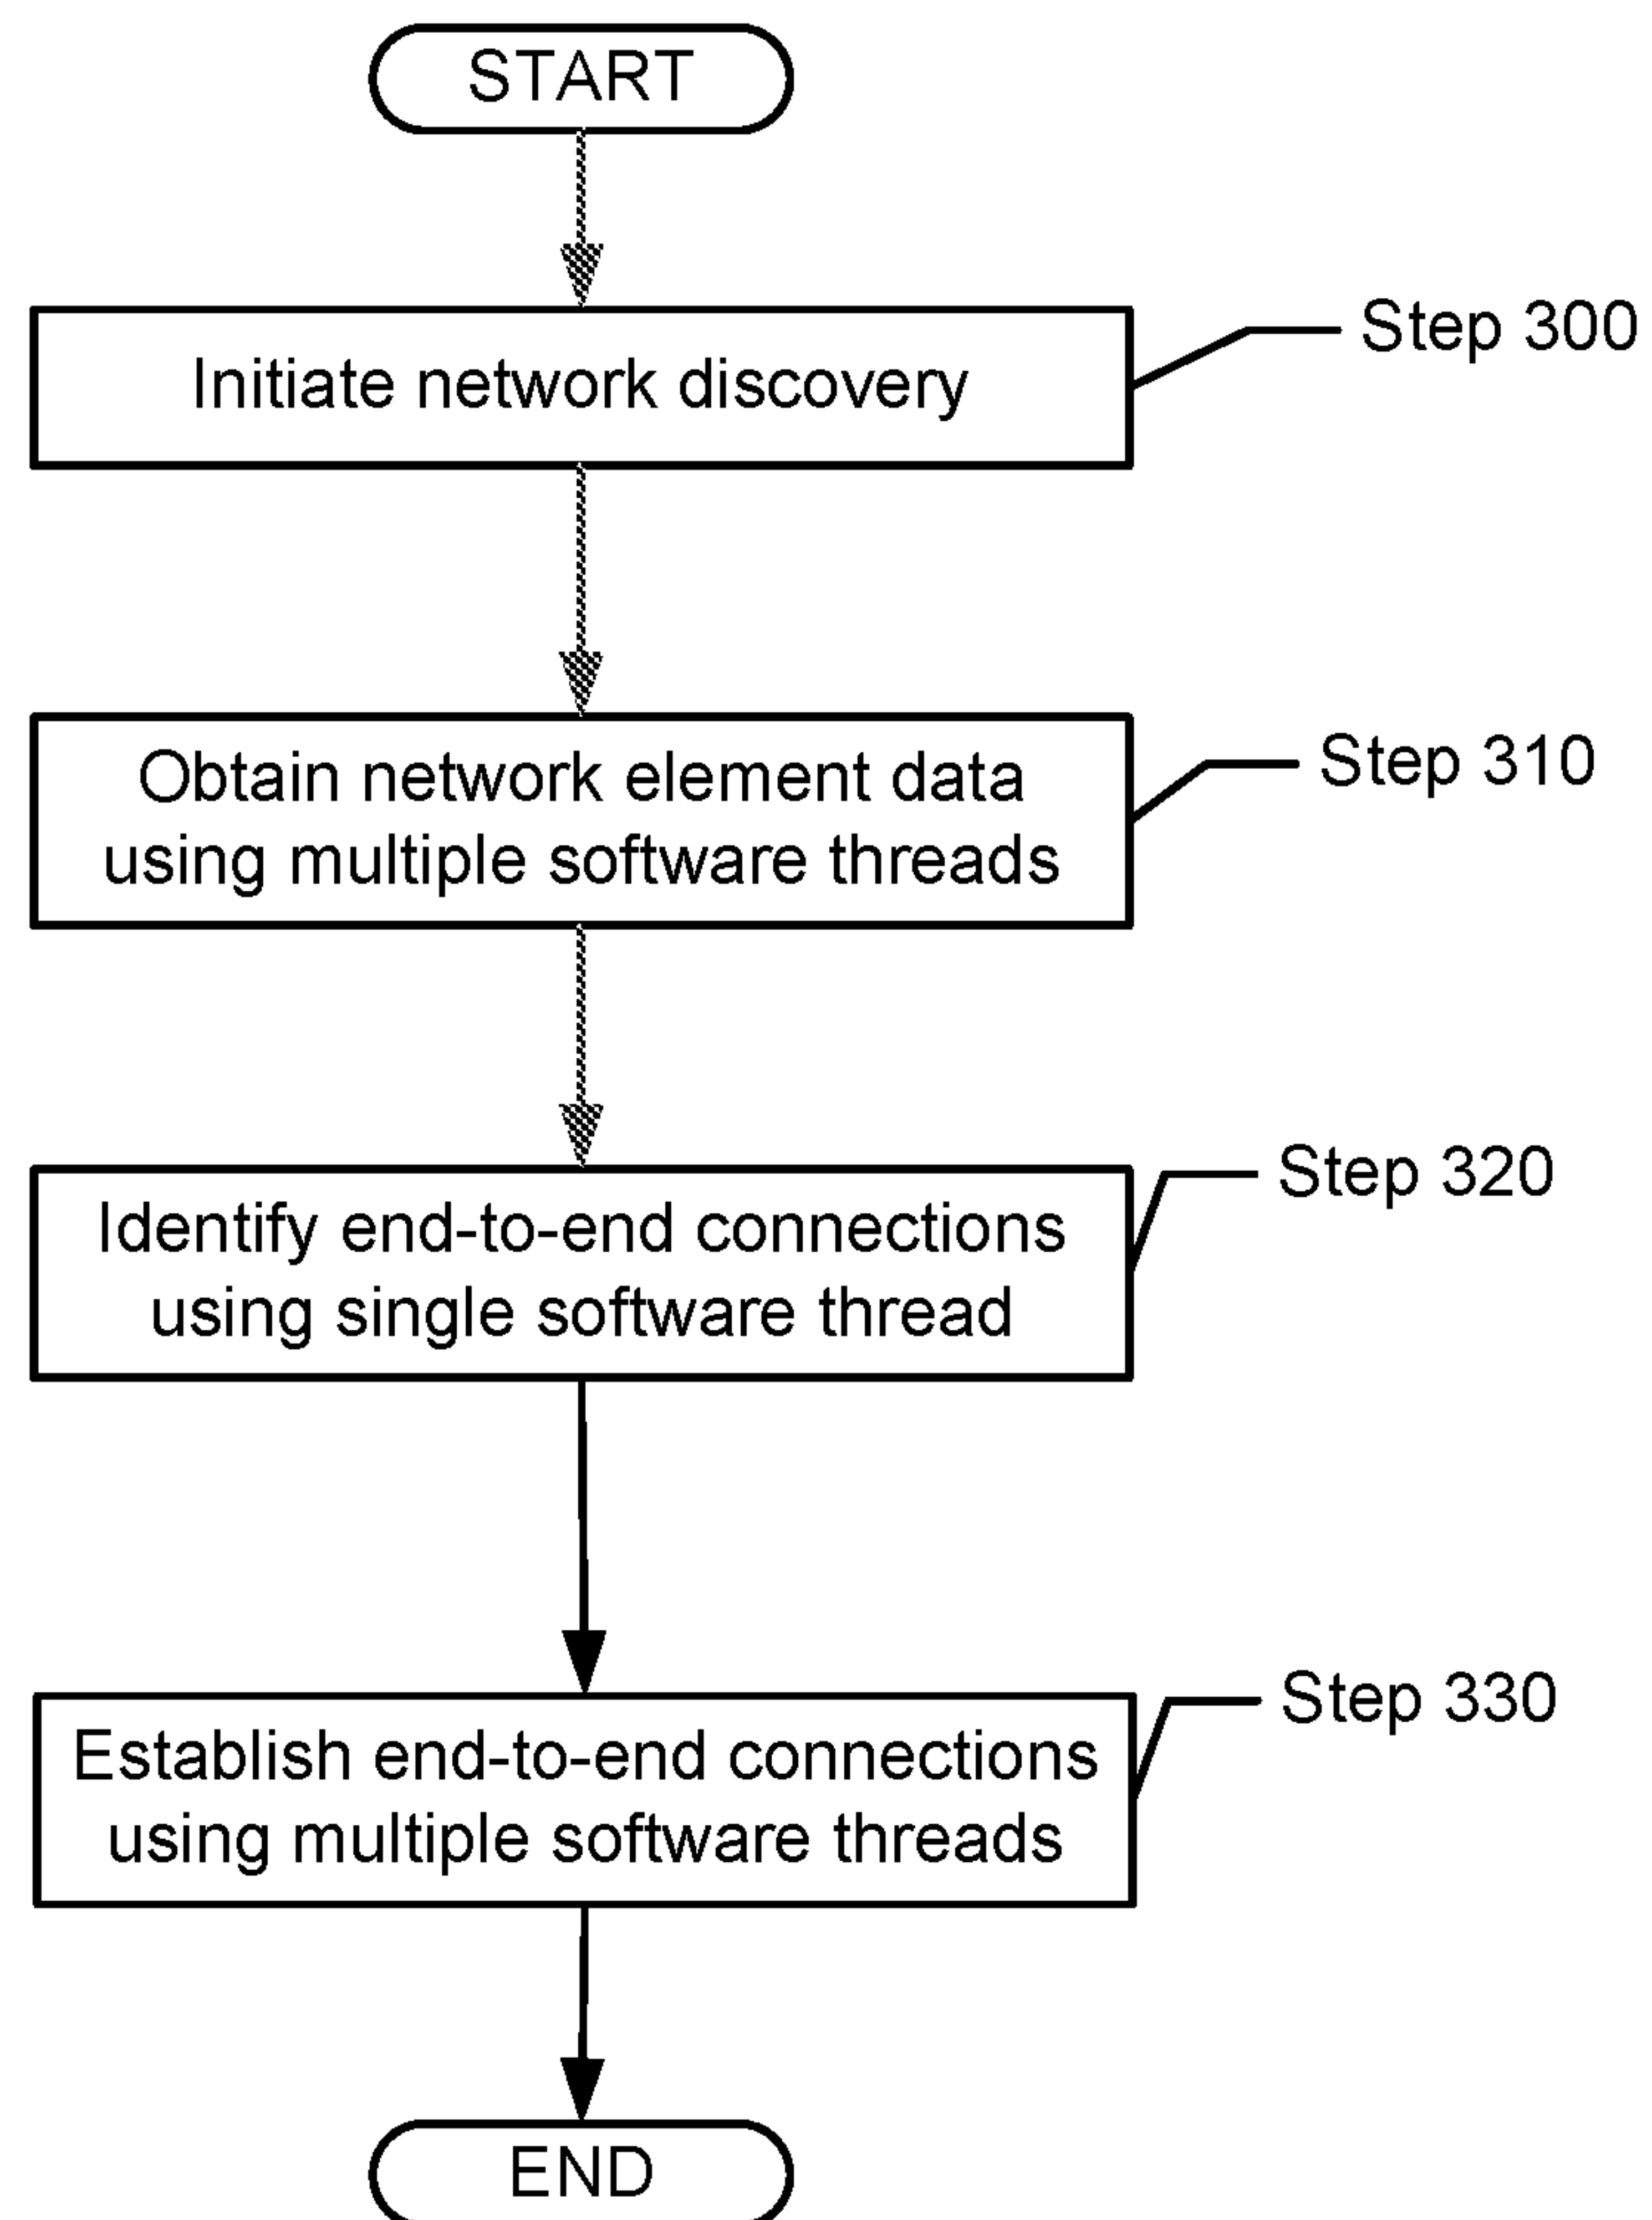 START
Initiate network discovery
Step 300
Obtain network element data
using multiple software threads
Step 310
Identify end-to-end connections
using single software thread
Step 320
Establish end-to-end connections
using multiple software threads
Step 330
END